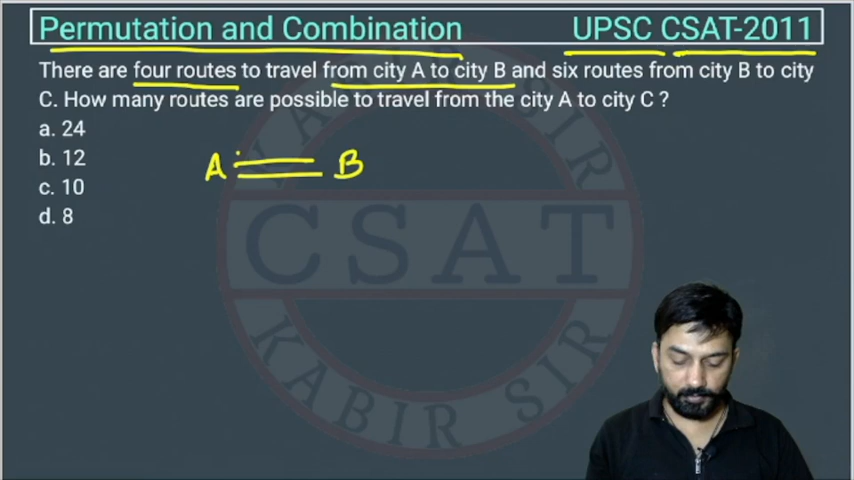 Permutation and Combination UPSC CSAT-2011
There are four routes to travel from city A to city B and six routes from city B to city
C. How many routes are possible to travel from the city A to city C ?
a. 24
b. 12
c. 10
d. 8
A B
CSAT
KABIR SIR